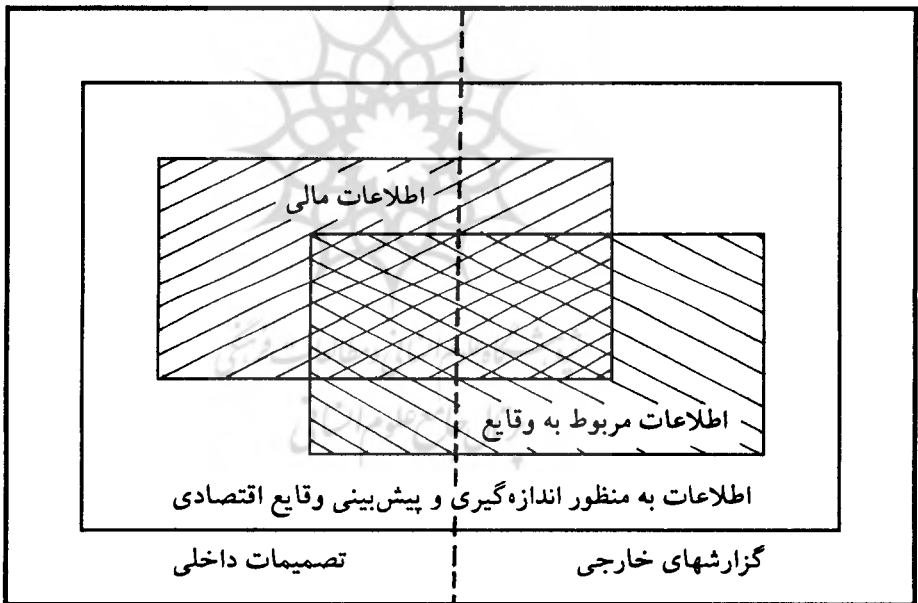 اطلاعات مالی
اطلاعات مربوط به وقایع
اطلاعات به منظور اندازه‌گیری و پیش‌بینی وقایع اقتصادی
گزارشهای خارجی
تصمیمات داخلی